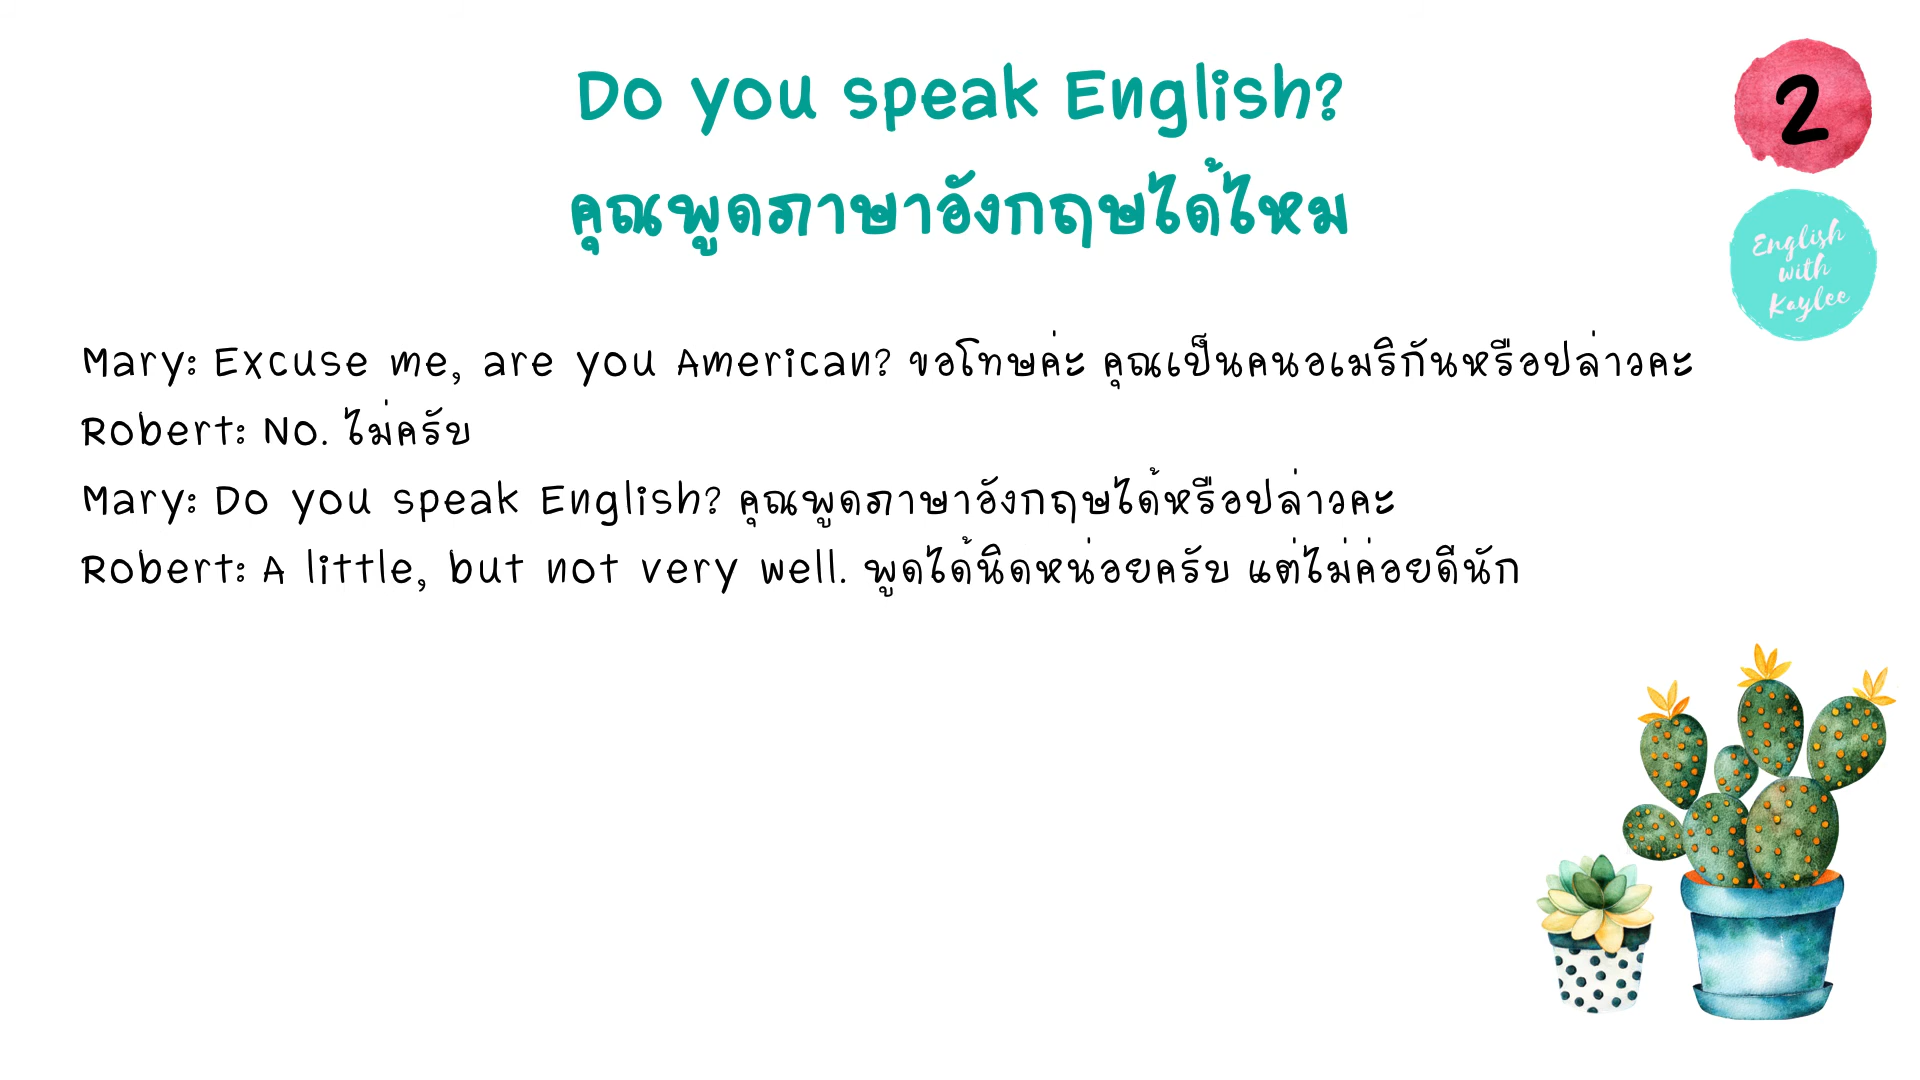 Do you speak English?
คุณพูดภาษาอังกฤษได้ไหม
2
English
with
Kaylee
Mary: Excuse me, are you American? ขอโทษค่ะ คุณเป็นคนอเมริกันหรือปล่าวคะ
Robert: No. ไม่ครับ
Mary: Do you speak English? คุณพูดภาษาอังกฤษได้หรือปล่าวคะ
Robert: A little, but not very well. พูดได้นิดหน่อยครับ แต่ไม่ค่อยดีนัก